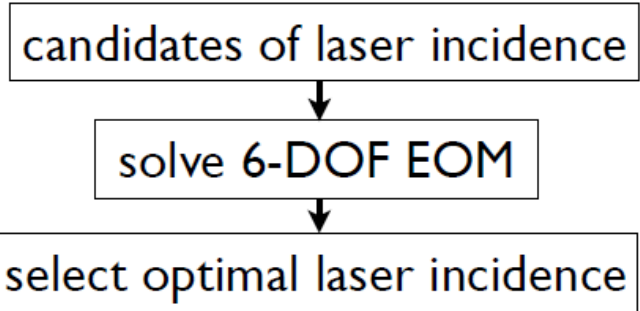 candidates of laser incidence
solve 6-DOF EOM
select optimal laser incidence